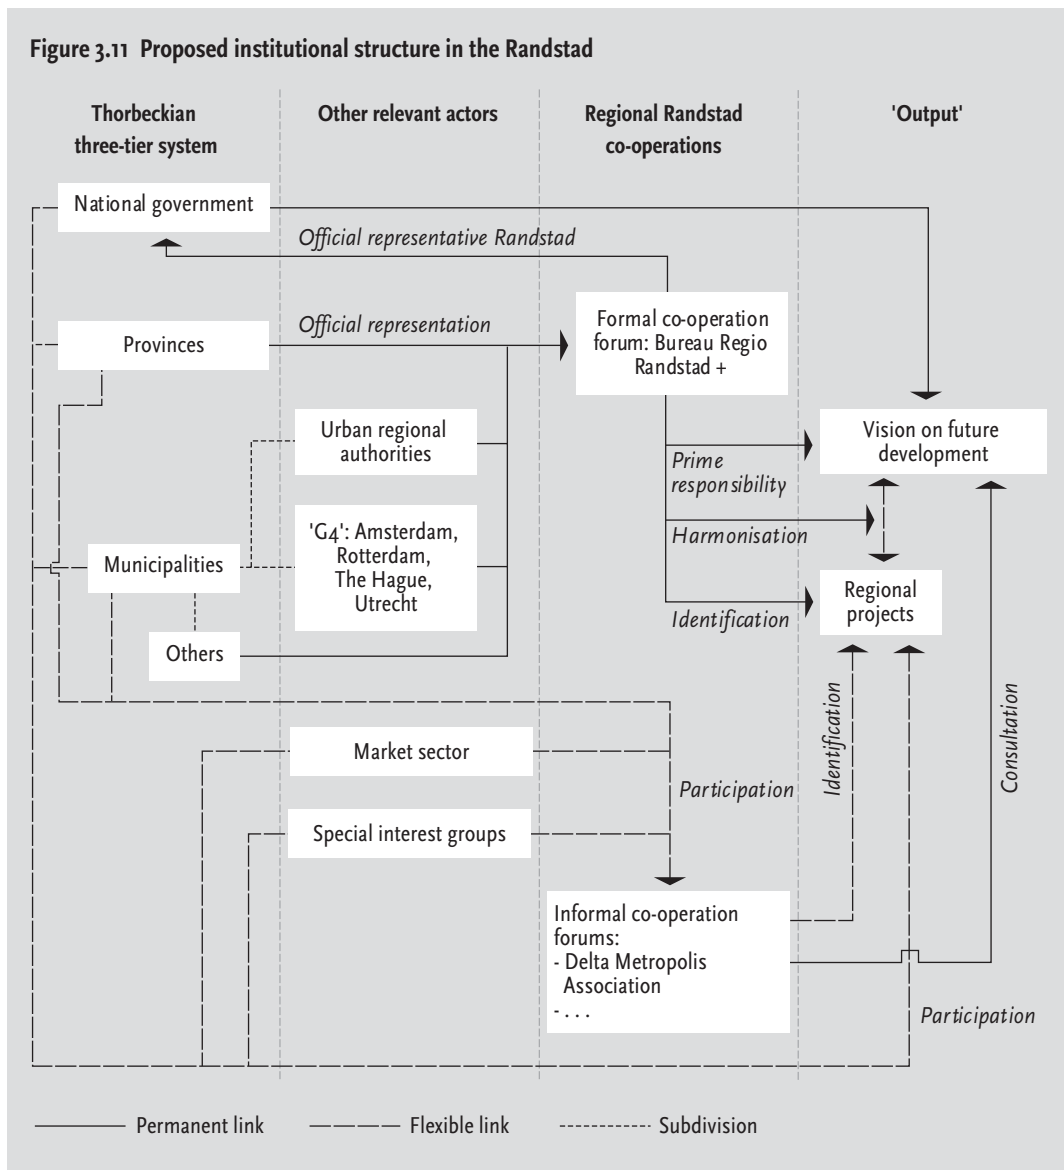 Figure 3.11 Proposed institutional structure in the Randstad
Thorbeckian
three-tier system
Other relevant actors
Regional Randstad
co-operations
'Output'
National government
Official representative Randstad
Provinces
Official representation
Formal co-operation
forum: Bureau Regio
Randstad +
Urban regional
authorities
Vision on future
development
Prime
responsibility
'G4': Amsterdam,
Rotterdam,
The Hague,
Utrecht
Municipalities
Harmonisation
Regional
projects
Identification
Others
Market sector
Participation
Identification
Consultation
Special interest groups
Informal co-operation
forums:
- Delta Metropolis
Association
- . . .
Participation
Permanent link
Flexible link
Subdivision